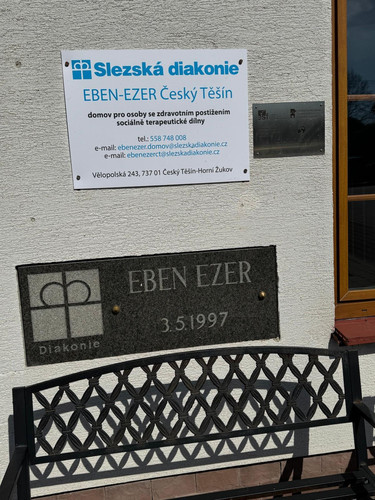 Slezská diakonie
EBEN-EZER Český Těšín
domov pro osoby se zdravotním postižením
sociálně terapeutické dílny
tel.: 558 748 008
e-mail: ebenezer.domov@slezskadiakonie.cz
e-mail: ebenezerct@slezskadiakonie.cz
Vělopolská 243, 737 01 Český Těšín-Horní Žukov
EBEN EZER
3.5.1997
Diakonie